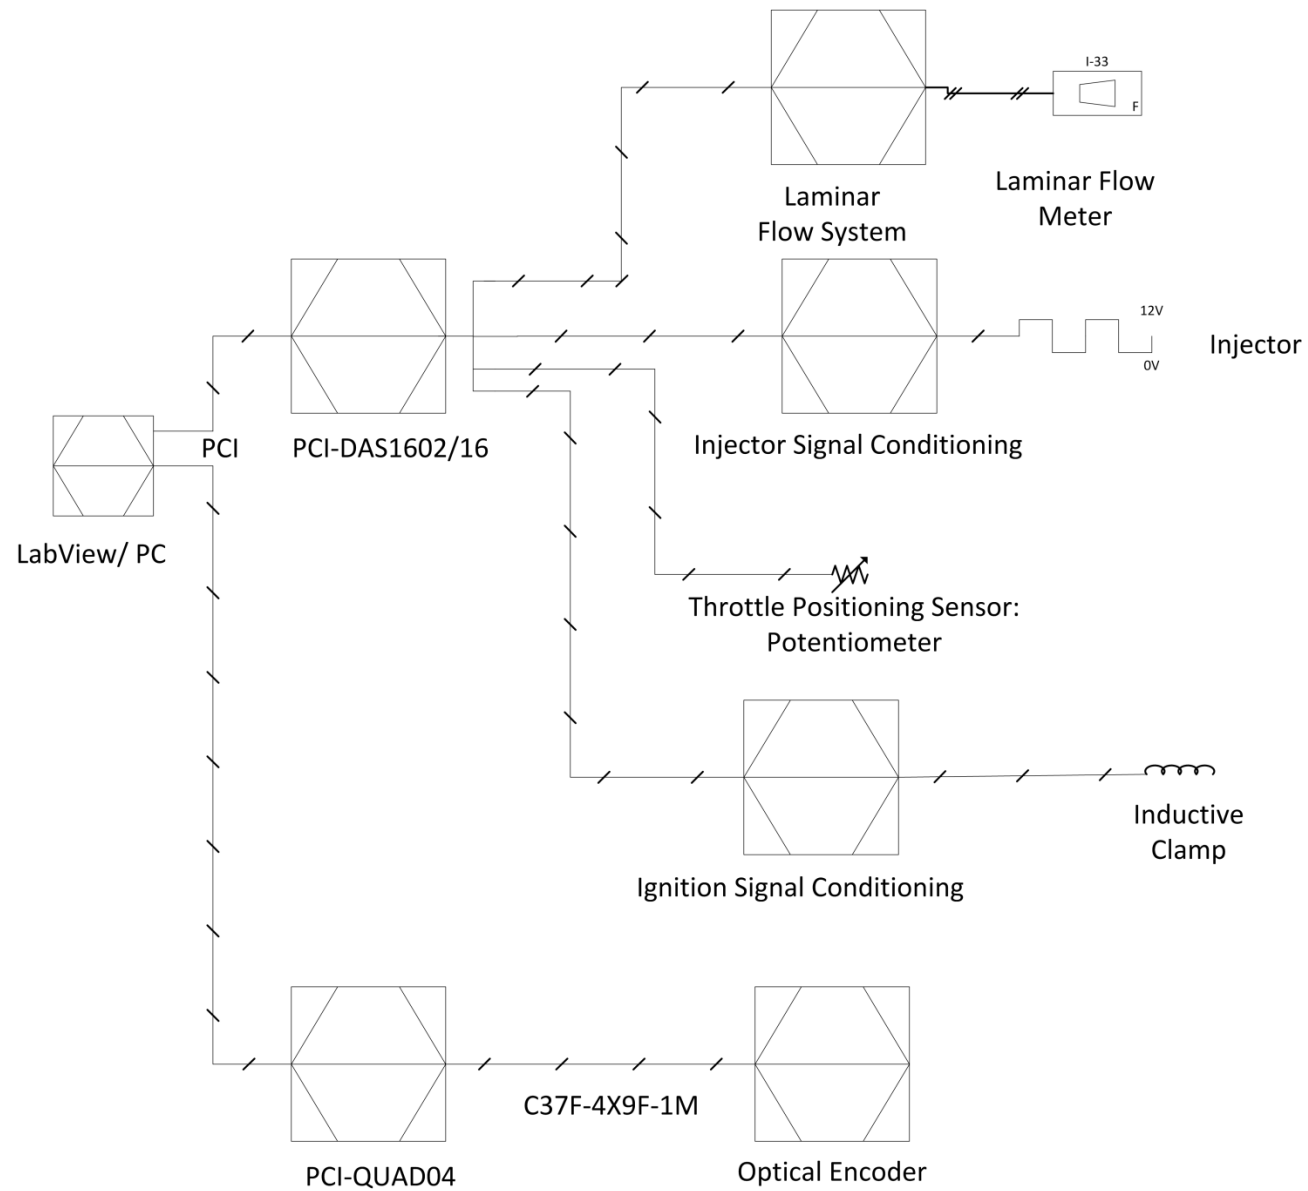 I-33
F
Laminar Flow
Meter
Laminar
Flow System
12V
0V
Injector
PCI
PCI-DAS1602/16
Injector Signal Conditioning
LabView/ PC
Throttle Positioning Sensor:
Potentiometer
Inductive
Clamp
Ignition Signal Conditioning
C37F-4X9F-1M
PCI-QUAD04
Optical Encoder